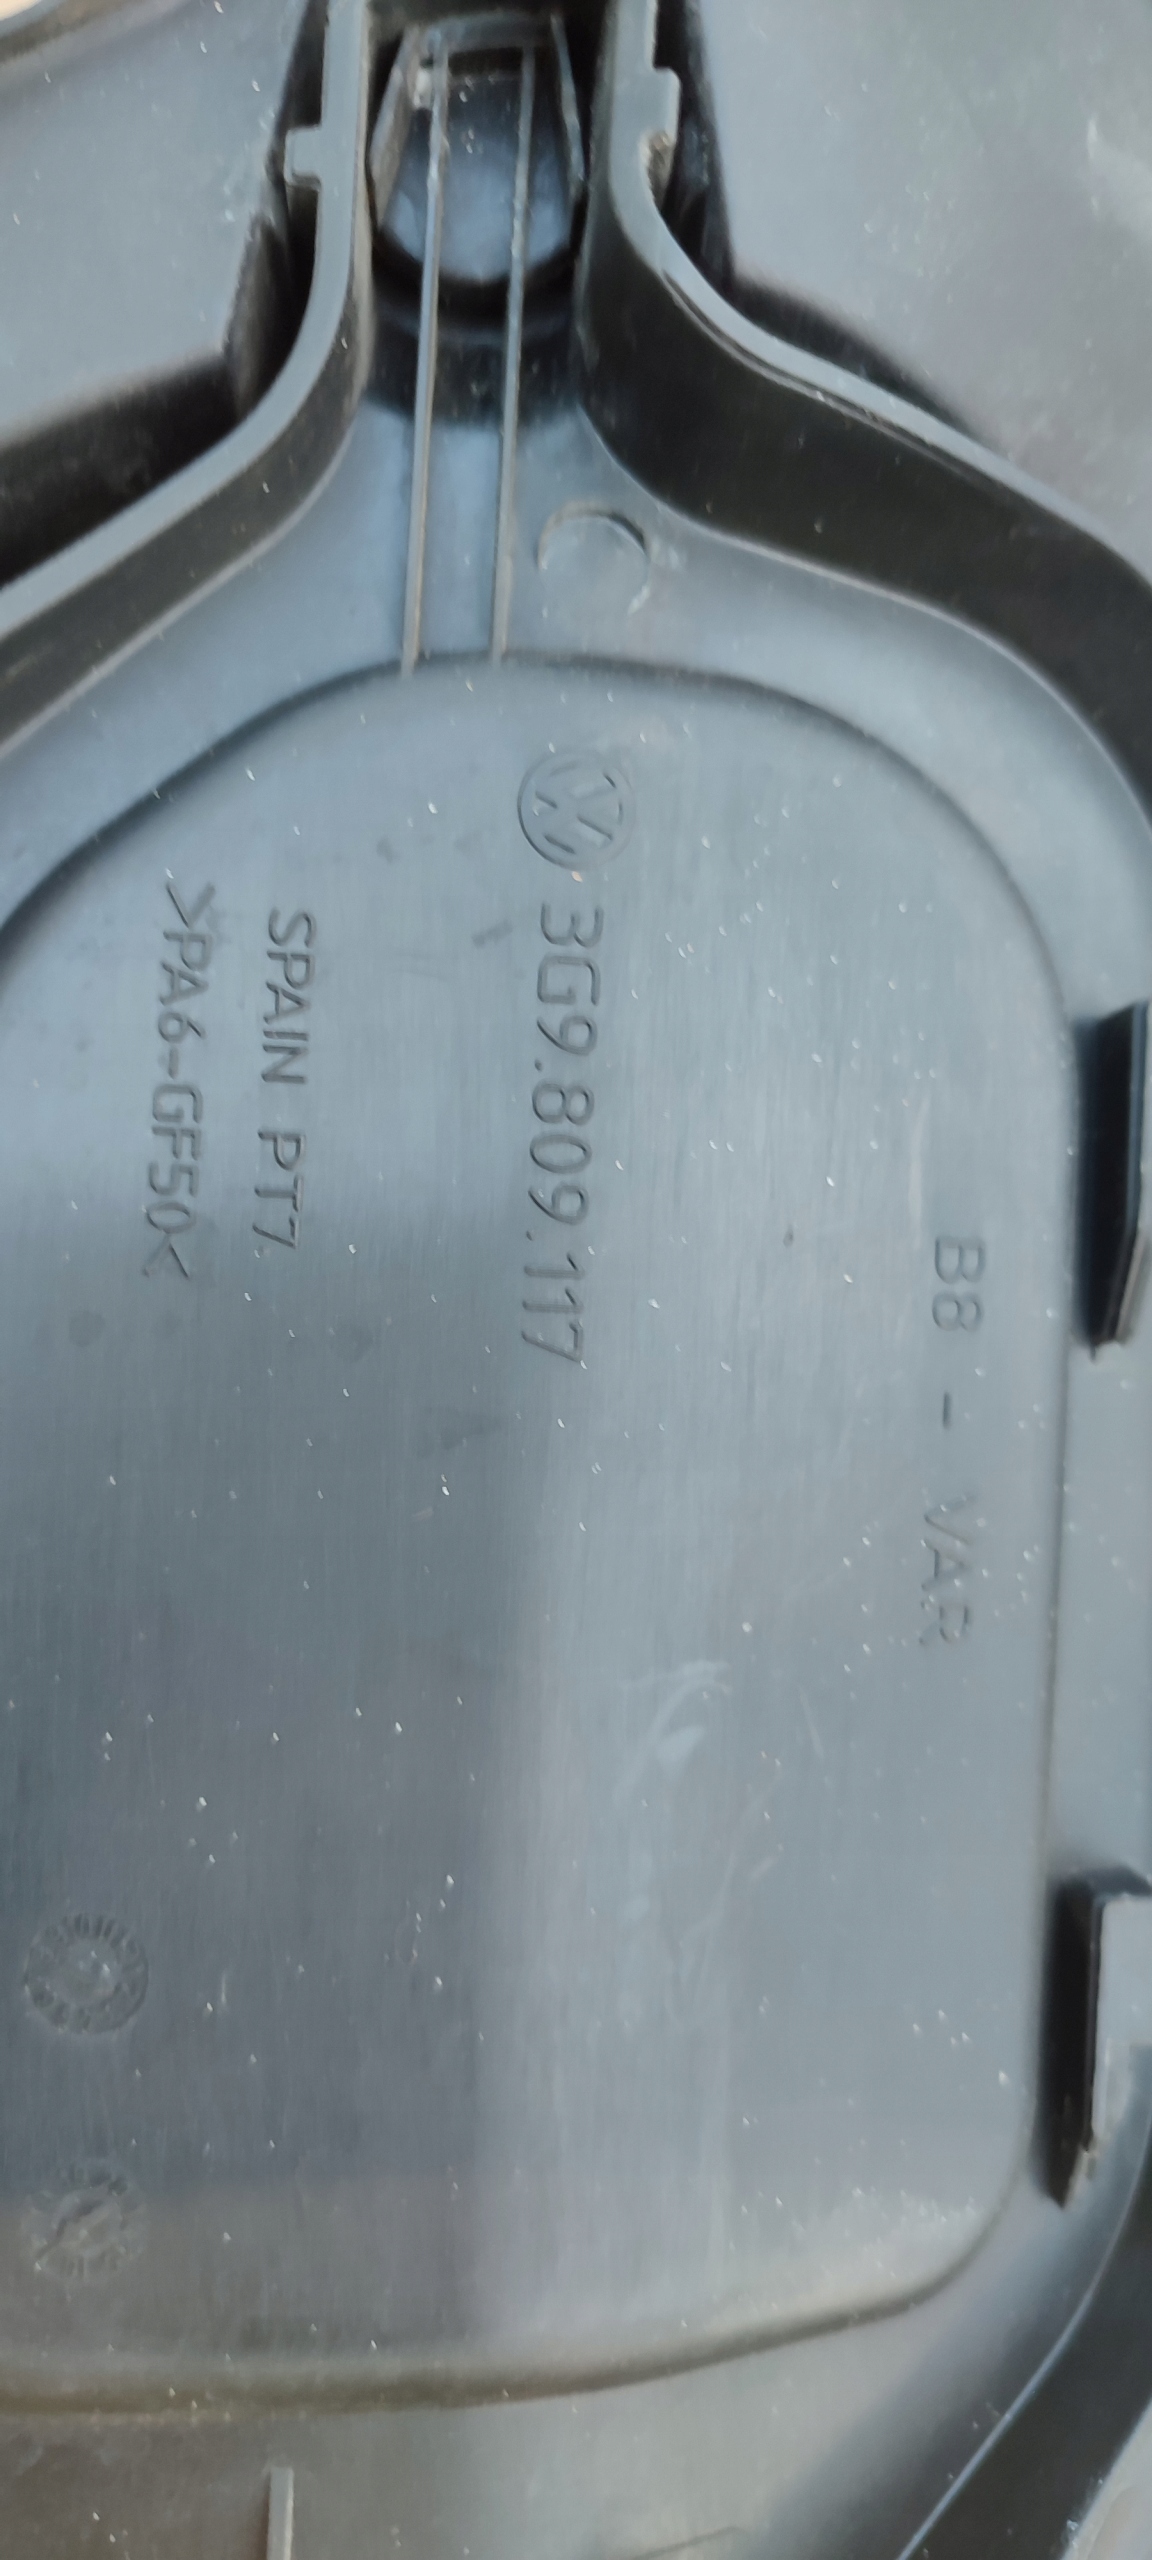 B8 - VAR
3G9.809.117
SPAIN PT7.
>PA6-GF50<